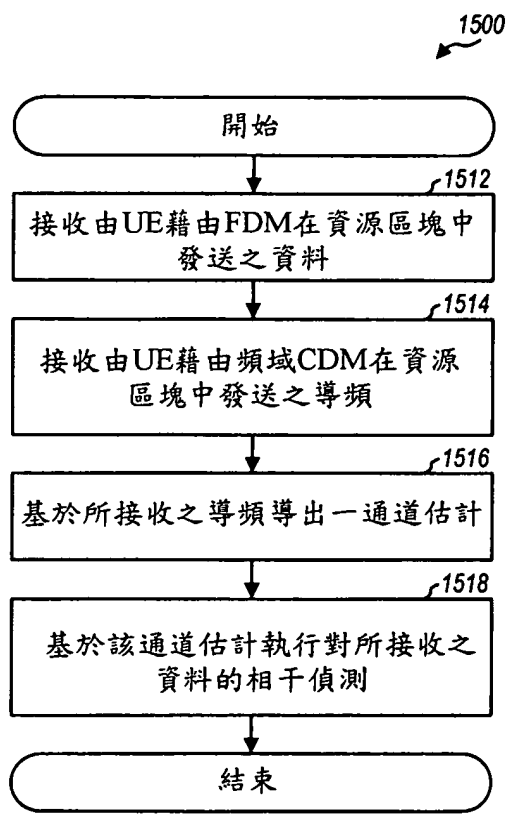 1500
開始
1512
接收由UE藉由FDM在資源區塊中
發送之資料
1514
接收由UE藉由頻域CDM在資源
區塊中發送之導頻
1516
基於所接收之導頻導出一通道估計
1518
基於該通道估計執行對所接收之
資料的相干偵測
結束